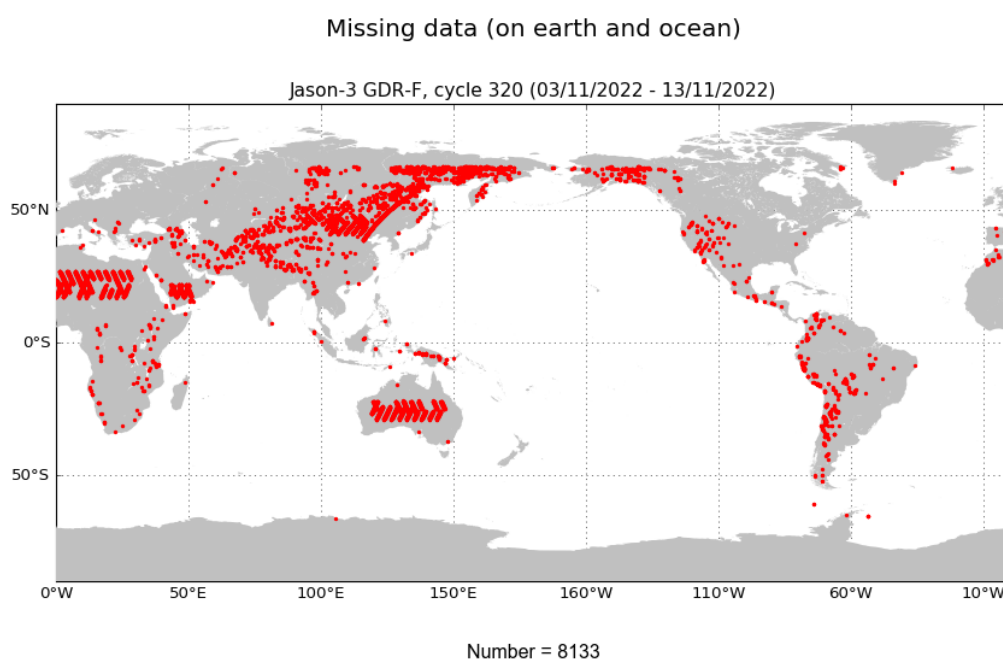 Missing data (on earth and ocean)
Jason-3 GDR-F, cycle 320 (03/11/2022 - 13/11/2022)
50°N
0°S
50°S
0°W 50°E 100°E 150°E 160°W 110°W 60°W 10°W
Number = 8133